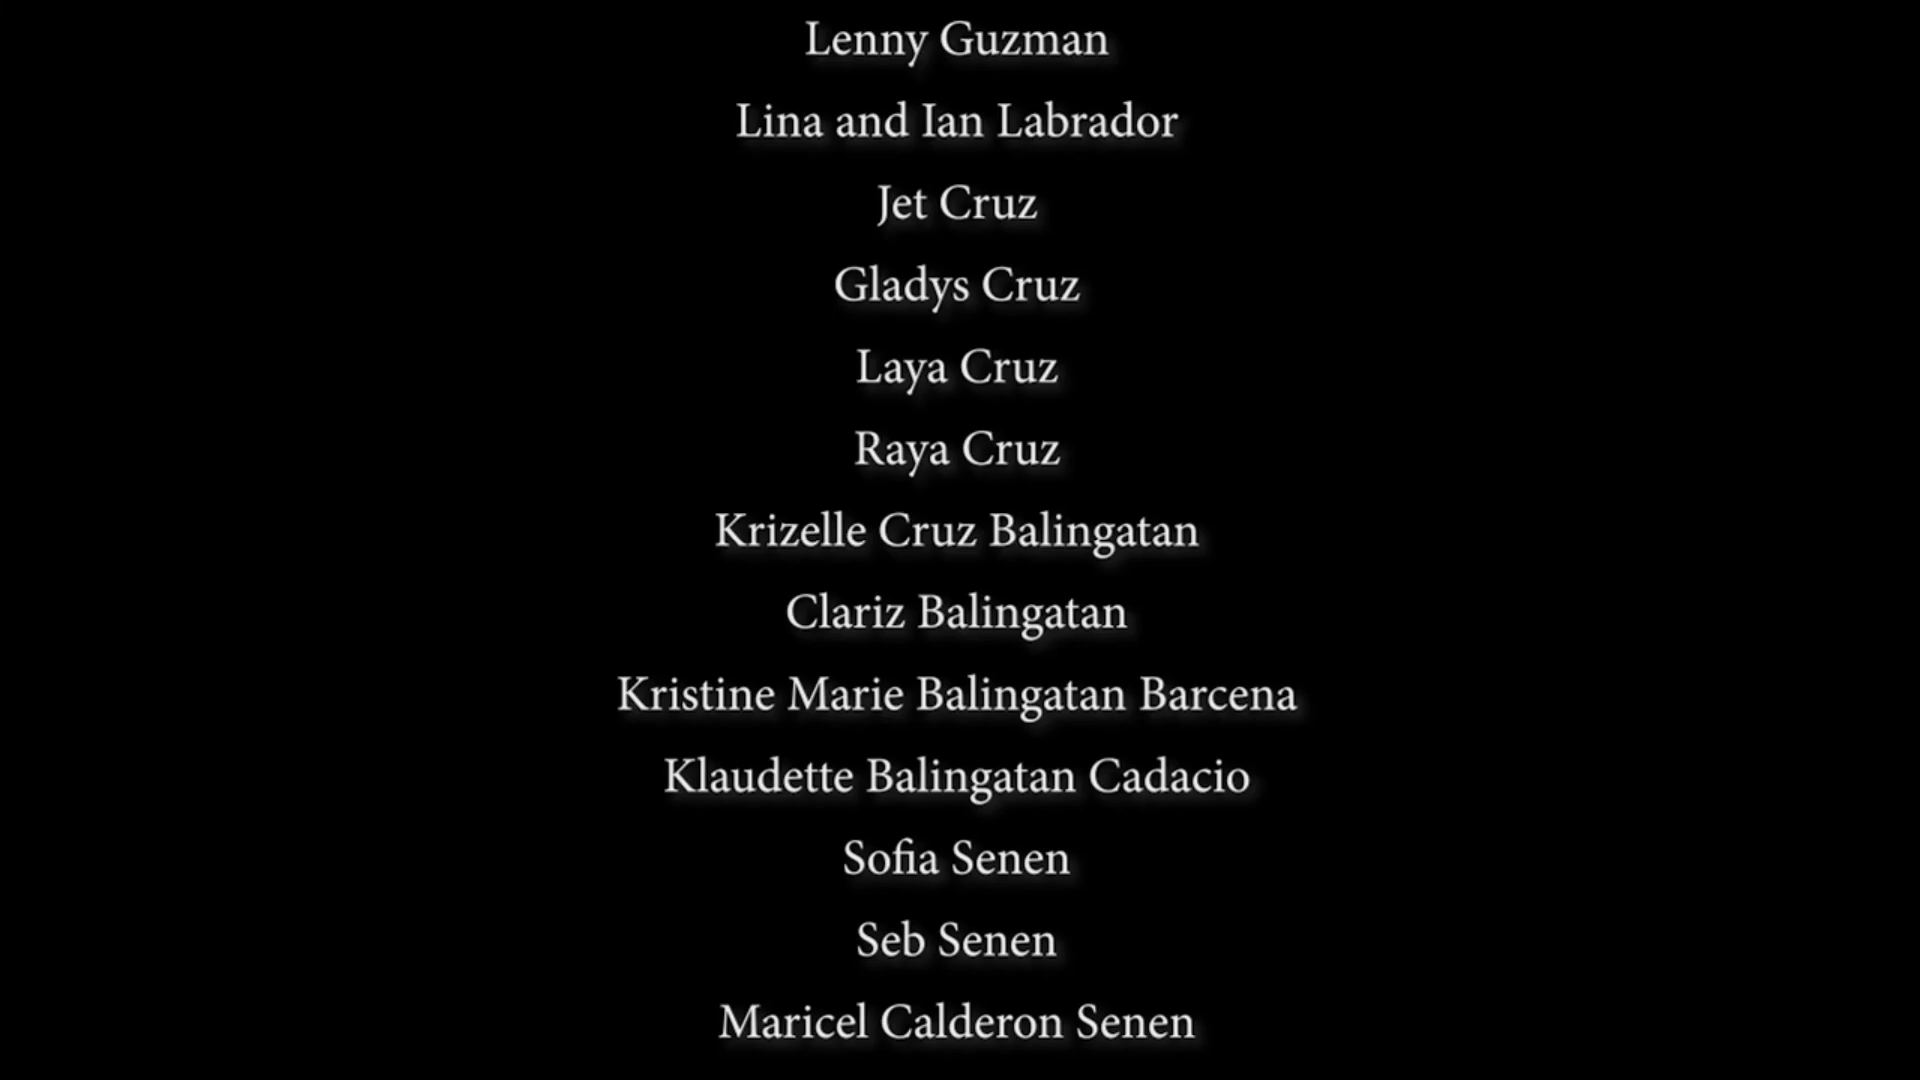 Lenny Guzman
Lina and Ian Labrador
Jet Cruz
Gladys Cruz
Laya Cruz
Raya Cruz
Krizelle Cruz Balingatan
Clariz Balingatan
Kristine Marie Balingatan Barcena
Klaudette Balingatan Cadacio
Sofia Senen
Seb Senen
Maricel Calderon Senen